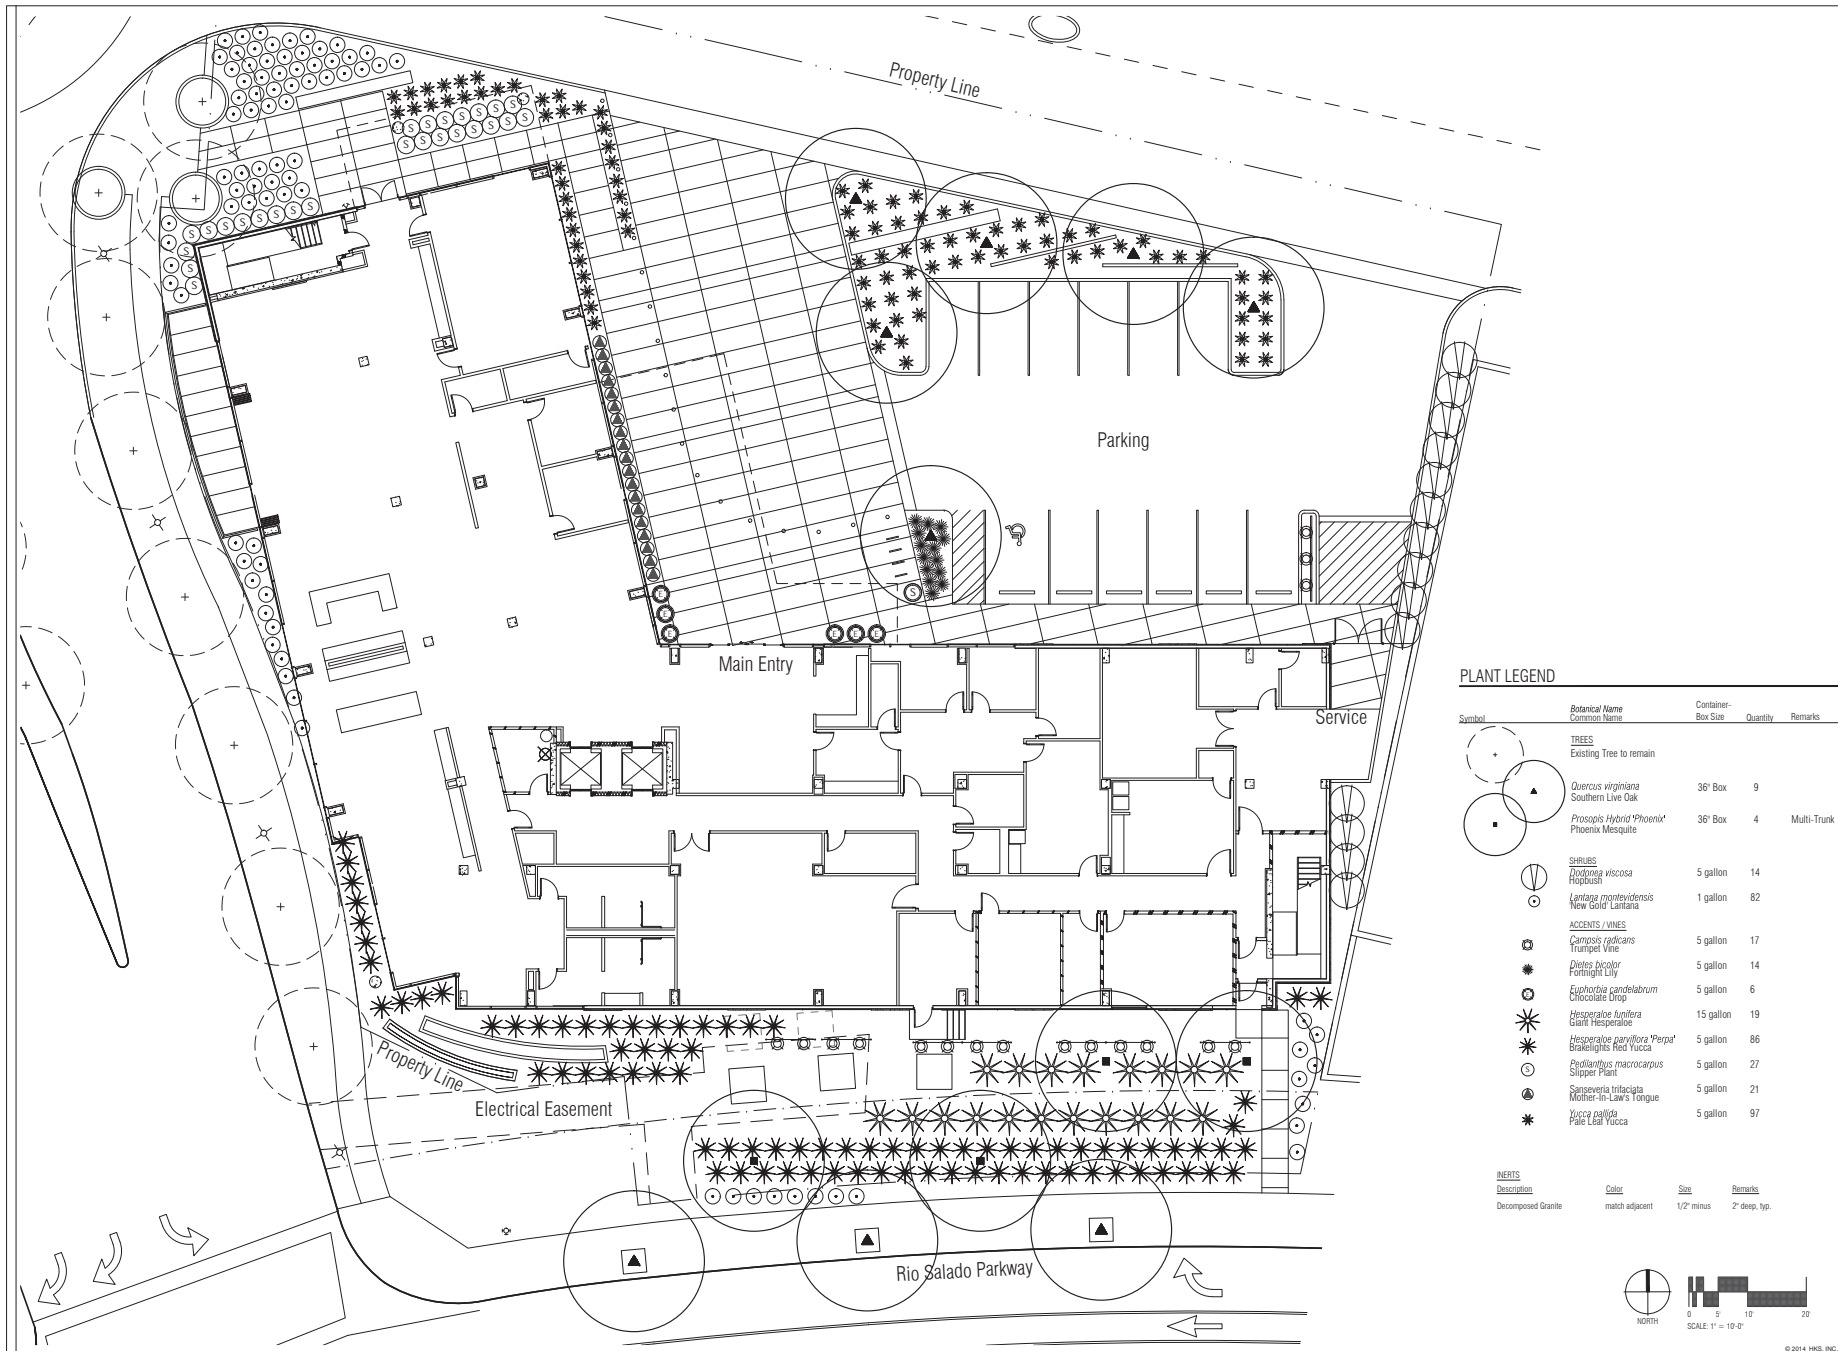 Property Line
Parking
Main Entry
Service
Property Line
Electrical Easement
Rio Salado Parkway
PLANT LEGEND
Symbol
Botanical Name
Common Name
Container-
Box Size
Quantity
Remarks
TREES
Existing Tree to remain
Quercus virginiana
Southern Live Oak
36" Box
9
Prosopis Hybrid 'Phoenix'
Phoenix Mesquite
36" Box
4
Multi-Trunk
SHRUBS
Dodonea viscosa
Hopbush
5 gallon
14
Lantana montevidensis
'New Gold' Lantana
1 gallon
82
ACCENTS / VINES
Campsis radicans
Trumpet Vine
5 gallon
17
Dietes bicolor
Fortnight Lily
5 gallon
14
E
Euphorbia candelabrum
Chocolate Drop
5 gallon
6
Hesperaloe funifera
Giant Hesperaloe
15 gallon
19
Hesperaloe parviflora 'Perpa'
Brakelights Red Yucca
5 gallon
86
S
Pedilanthus macrocarpus
Slipper Plant
5 gallon
27
Sanseveria trifaciata
Mother-In-Law's Tongue
5 gallon
21
Yucca pallida
Pale Leaf Yucca
5 gallon
97
INERTS
Description
Color
Size
Remarks
Decomposed Granite
match adjacent
1/2" minus
2" deep, typ.
NORTH
0 5' 10' 20'
SCALE: 1" = 10'-0"
© 2014 HKS, INC.